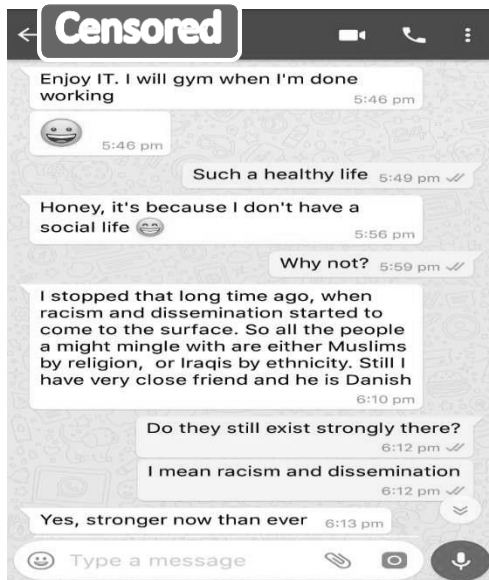 Censored
Enjoy IT. I will gym when I'm done
working
5:46 pm
5:46 pm
Such a healthy life 5:49 pm
Honey, it's because I don't have a
social life
5:56 pm
Why not? 5:59 pm
I stopped that long time ago, when
racism and dissemination started to
come to the surface. So all the people
a might mingle with are either Muslims
by religion, or Iraqis by ethnicity. Still I
have very close friend and he is Danish
6:10 pm
Do they still exist strongly there?
6:12 pm
I mean racism and dissemination
6:12 pm
Yes, stronger now than ever 6:13 pm
Type a message